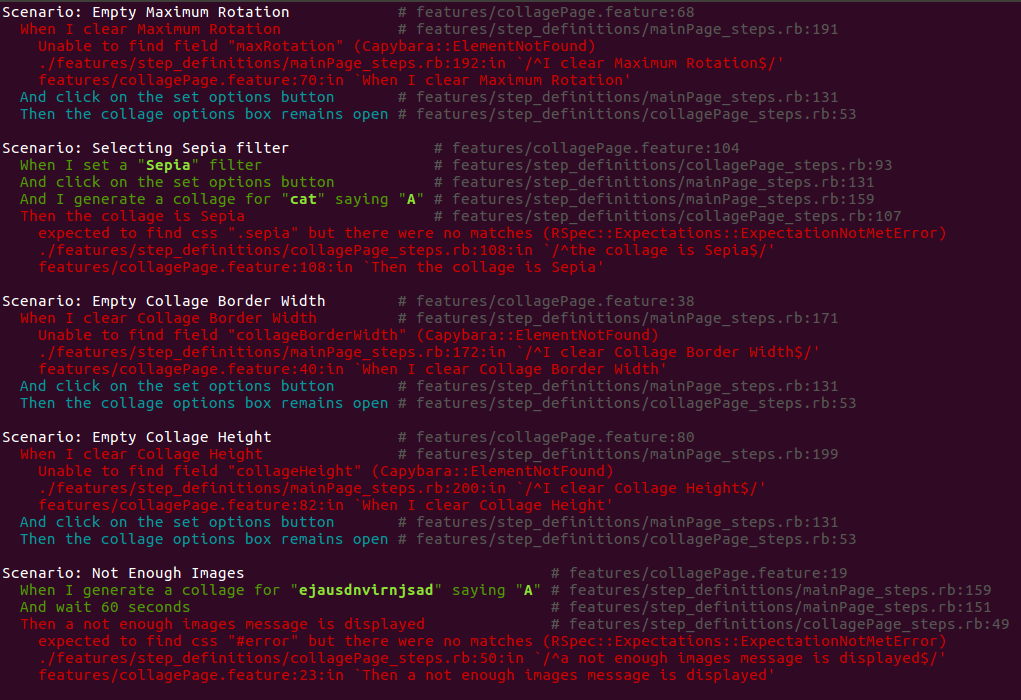 Scenario: Empty Maximum Rotation # features/collagePage.feature:68
When I clear Maximum Rotation # features/step_definitions/mainPage_steps.rb:191
Unable to find field "maxRotation" (Capybara::ElementNotFound)
./features/step_definitions/mainPage_steps.rb:192:in `/^I clear Maximum Rotation$/'
features/collagePage.feature:70:in `When I clear Maximum Rotation'
And click on the set options button # features/step_definitions/mainPage_steps.rb:131
Then the collage options box remains open # features/step_definitions/collagePage_steps.rb:53
Scenario: Selecting Sepia filter # features/collagePage.feature:104
When I set a "Sepia" filter # features/step_definitions/collagePage_steps.rb:93
And click on the set options button # features/step_definitions/mainPage_steps.rb:131
And I generate a collage for "cat" saying "A" # features/step_definitions/mainPage_steps.rb:159
Then the collage is Sepia # features/step_definitions/collagePage_steps.rb:107
expected to find css ".sepia" but there were no matches (RSpec::Expectations::ExpectationNotMetError)
./features/step_definitions/collagePage_steps.rb:108:in `/^the collage is Sepia$/'
features/collagePage.feature:108:in `Then the collage is Sepia'
Scenario: Empty Collage Border Width # features/collagePage.feature:38
When I clear Collage Border Width # features/step_definitions/mainPage_steps.rb:171
Unable to find field "collageBorderWidth" (Capybara::ElementNotFound)
./features/step_definitions/mainPage_steps.rb:172:in `/^I clear Collage Border Width$/'
features/collagePage.feature:40:in `When I clear Collage Border Width'
And click on the set options button # features/step_definitions/mainPage_steps.rb:131
Then the collage options box remains open # features/step_definitions/collagePage_steps.rb:53
Scenario: Empty Collage Height # features/collagePage.feature:80
When I clear Collage Height # features/step_definitions/mainPage_steps.rb:199
Unable to find field "collageHeight" (Capybara::ElementNotFound)
./features/step_definitions/mainPage_steps.rb:200:in `/^I clear Collage Height$/'
features/collagePage.feature:82:in `When I clear Collage Height'
And click on the set options button # features/step_definitions/mainPage_steps.rb:131
Then the collage options box remains open # features/step_definitions/collagePage_steps.rb:53
Scenario: Not Enough Images # features/collagePage.feature:19
When I generate a collage for "ejausdnvirnjsad" saying "A" # features/step_definitions/mainPage_steps.rb:159
And wait 60 seconds # features/step_definitions/mainPage_steps.rb:151
Then a not enough images message is displayed # features/step_definitions/collagePage_steps.rb:49
expected to find css "#error" but there were no matches (RSpec::Expectations::ExpectationNotMetError)
./features/step_definitions/collagePage_steps.rb:50:in `/^a not enough images message is displayed$/'
features/collagePage.feature:23:in `Then a not enough images message is displayed'